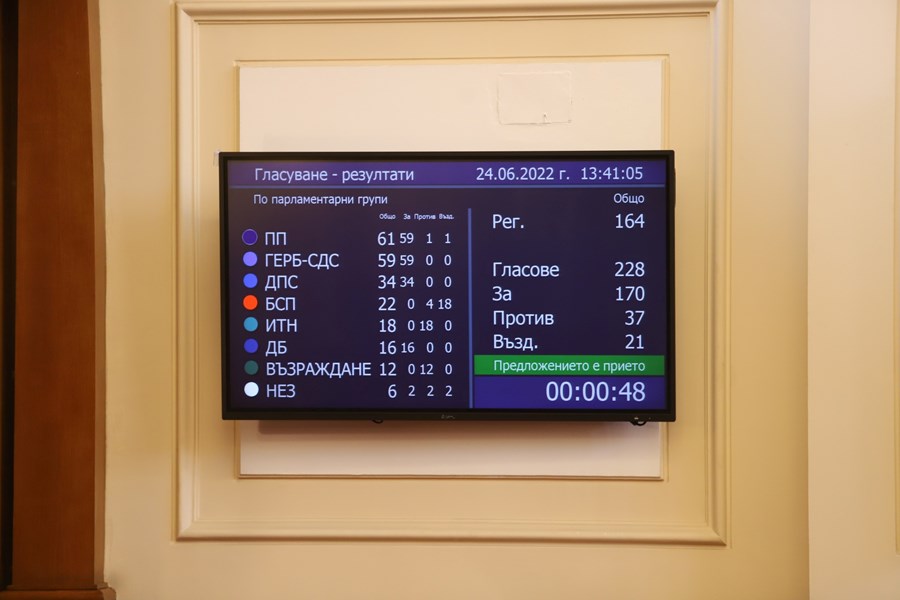 Гласуване - резултати 24.06.2022 г. 13:41:05
По парламентарни групи
Общо За Против Възд.
ПП 61 59 1 1
ГЕРБ-СДС 59 59 0 0
ДПС 34 34 0 0
БСП 22 0 4 18
ИТН 18 0 18 0
ДБ 16 16 0 0
ВЪЗРАЖДАНЕ 12 0 12 0
НЕЗ 6 2 2 2
Общо
Рег. 164
Гласове 228
За 170
Против 37
Възд. 21
Предложението е прието
00:00:48